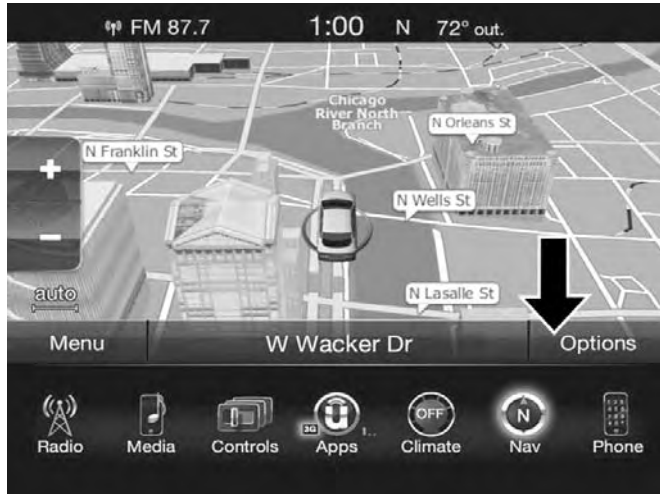 FM 87.7 1:00 N 72° out.
Chicago
River North
Branch
N Orleans St
N Franklin St
+
N Wells St
−
auto
N Lasalle St
Menu W Wacker Dr Options
OFF N
3G 1..
Radio Media Controls Apps Climate Nav Phone